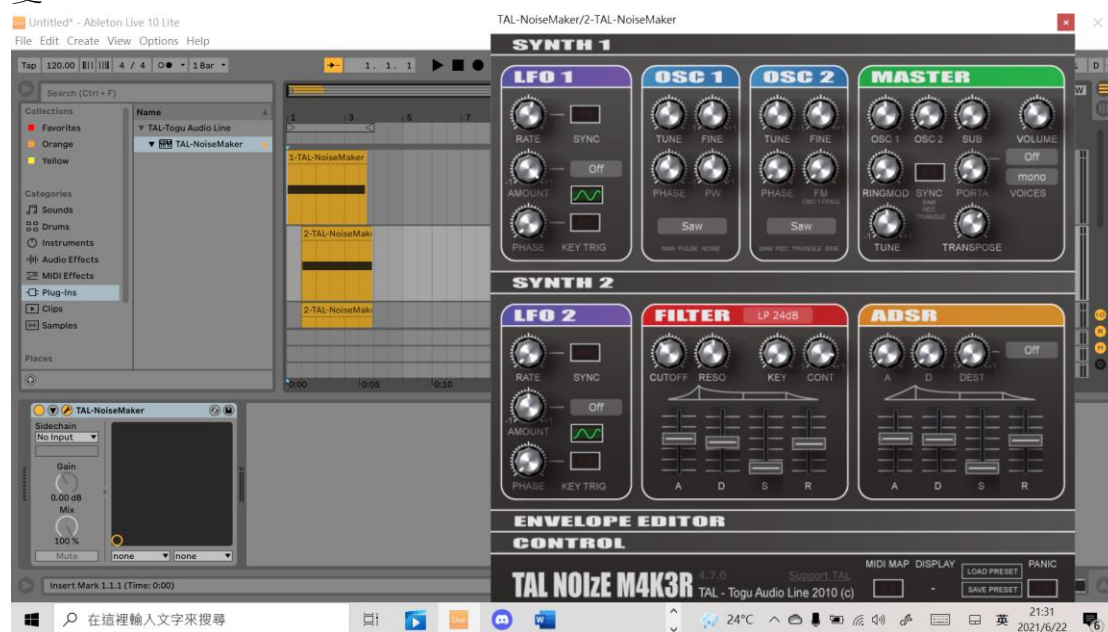 Untitled* - Ableton Live 10 Lite
TAL-NoiseMaker/2-TAL-NoiseMaker
File Edit Create View Options Help
Tap 120.00 4 / 4 1 Bar 1. 1. 1
D
W
Search (Ctrl + F)
Collections
Favorites
Orange
Yellow
Categories
Sounds
Drums
Instruments
Audio Effects
MIDI Effects
Plug-Ins
Clips
Samples
Places
Name
TAL-Togu Audio Line
TAL-NoiseMaker
1 3 5 7
1-TAL-NoiseMaker
2-TAL-NoiseMak
2-TAL-NoiseMak
0:00 0:05 0:10
SYNTH 1
LFO 1
RATE SYNC
Off
AMOUNT
PHASE KEY TRIG
OSC 1
TUNE FINE
PHASE PW
Saw
SAW PULSE NOISE
OSC 2
TUNE FINE
PHASE FM
OSC 1 FREQ
Saw
SAW REC TRIANGLE SINE
MASTER
OSC 1 OSC 2 SUB VOLUME
Off
mono
RINGMOD SYNC PORTA VOICES
SAW
REC
TRIANGLE
TUNE TRANSPOSE
SYNTH 2
LFO 2
RATE SYNC
Off
AMOUNT
PHASE KEY TRIG
FILTER LP 24dB
CUTOFF RESO KEY CONT
A D S R
ADSR
Off
A D DEST
A D S R
ENVELOPE EDITOR
CONTROL
TAL NOIzE M4K3R
4.7.0 Support TAL
TAL - Togu Audio Line 2010 (c)
MIDI MAP DISPLAY LOAD PRESET PANIC
- SAVE PRESET
TAL-NoiseMaker
Sidechain
No Input
Gain
0.00 dB
Mix
100 %
Mute
none none
Insert Mark 1.1.1 (Time: 0:00)
在這裡輸入文字來搜尋
Live
24°C
英
21:31
2021/6/22
6